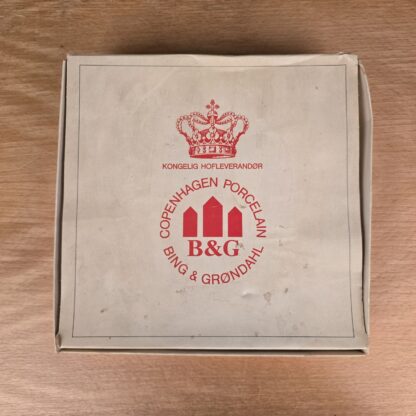 KONGELIG HOFLEVERANDØR
COPENHAGEN PORCELAIN
B&G
BING & GRØNDAHL